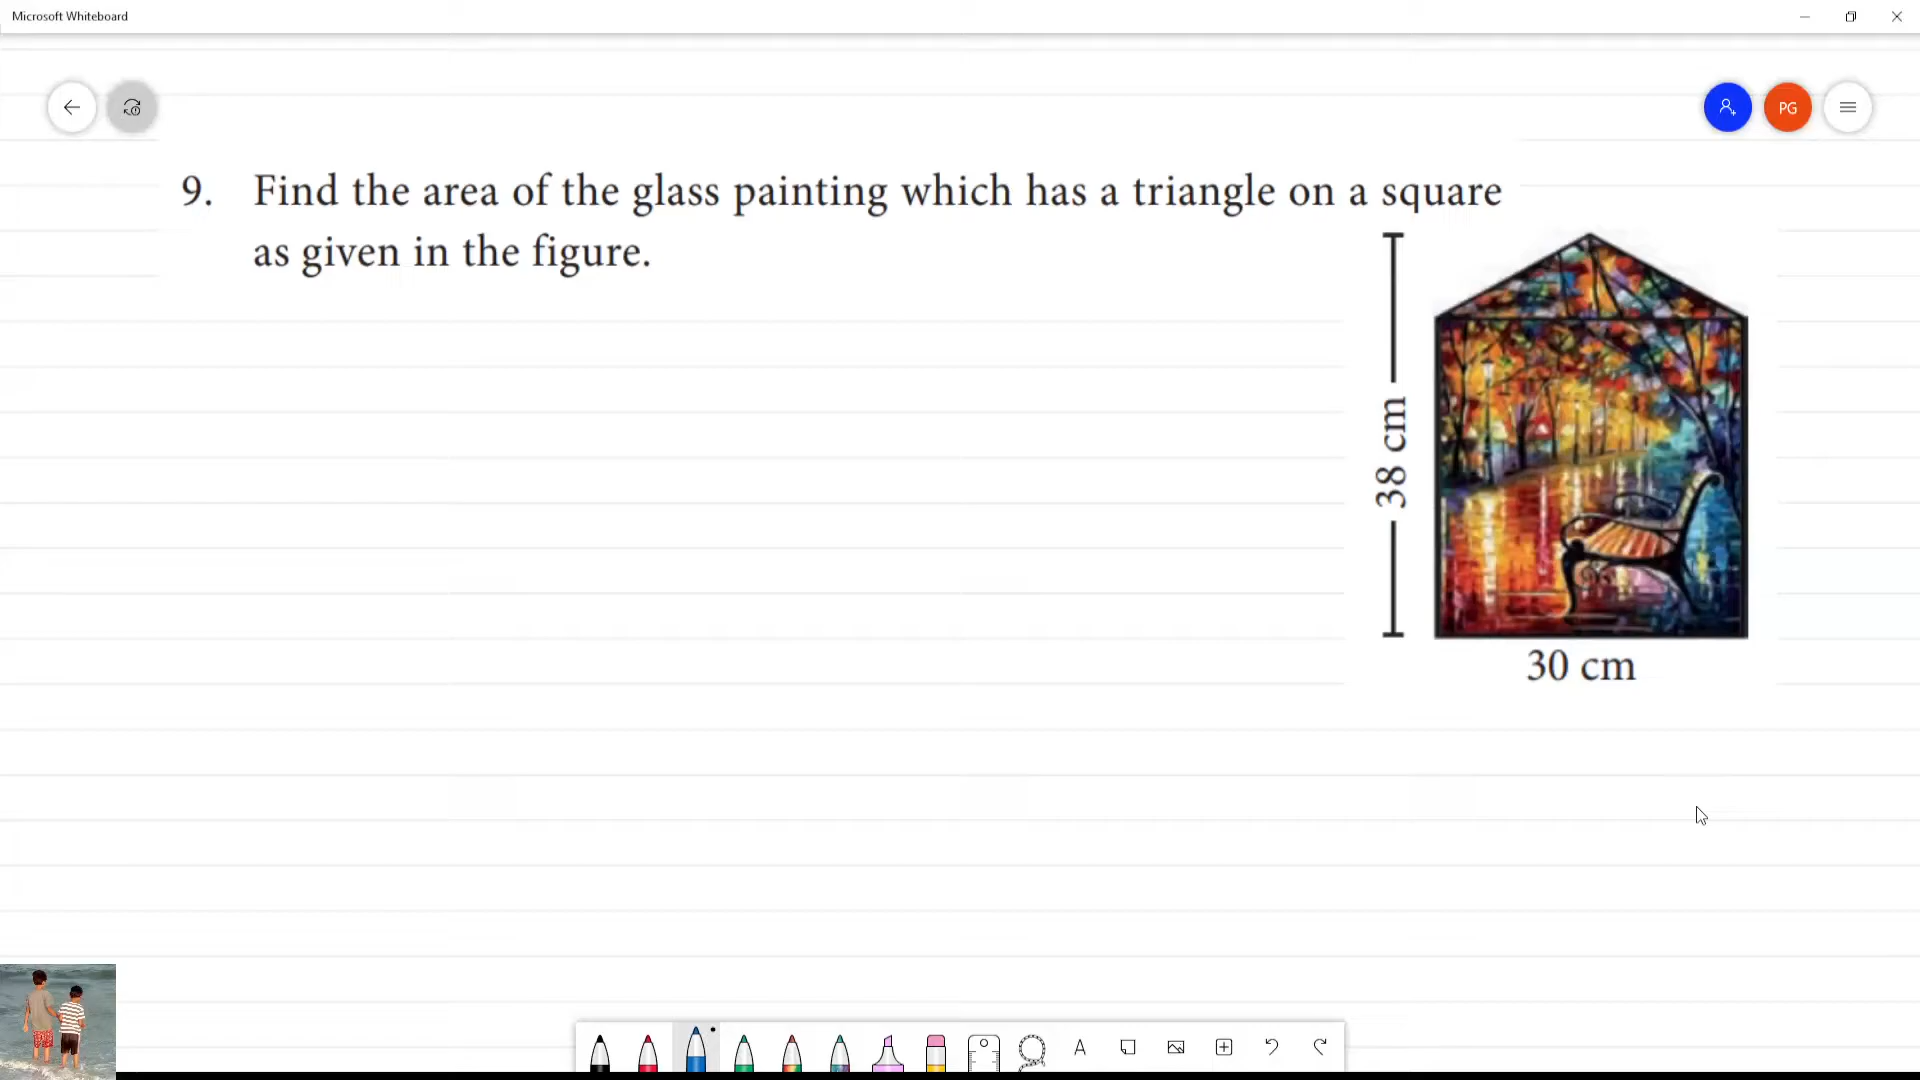 Microsoft Whiteboard
PG
9. Find the area of the glass painting which has a triangle on a square
as given in the figure.
38 cm
30 cm
A